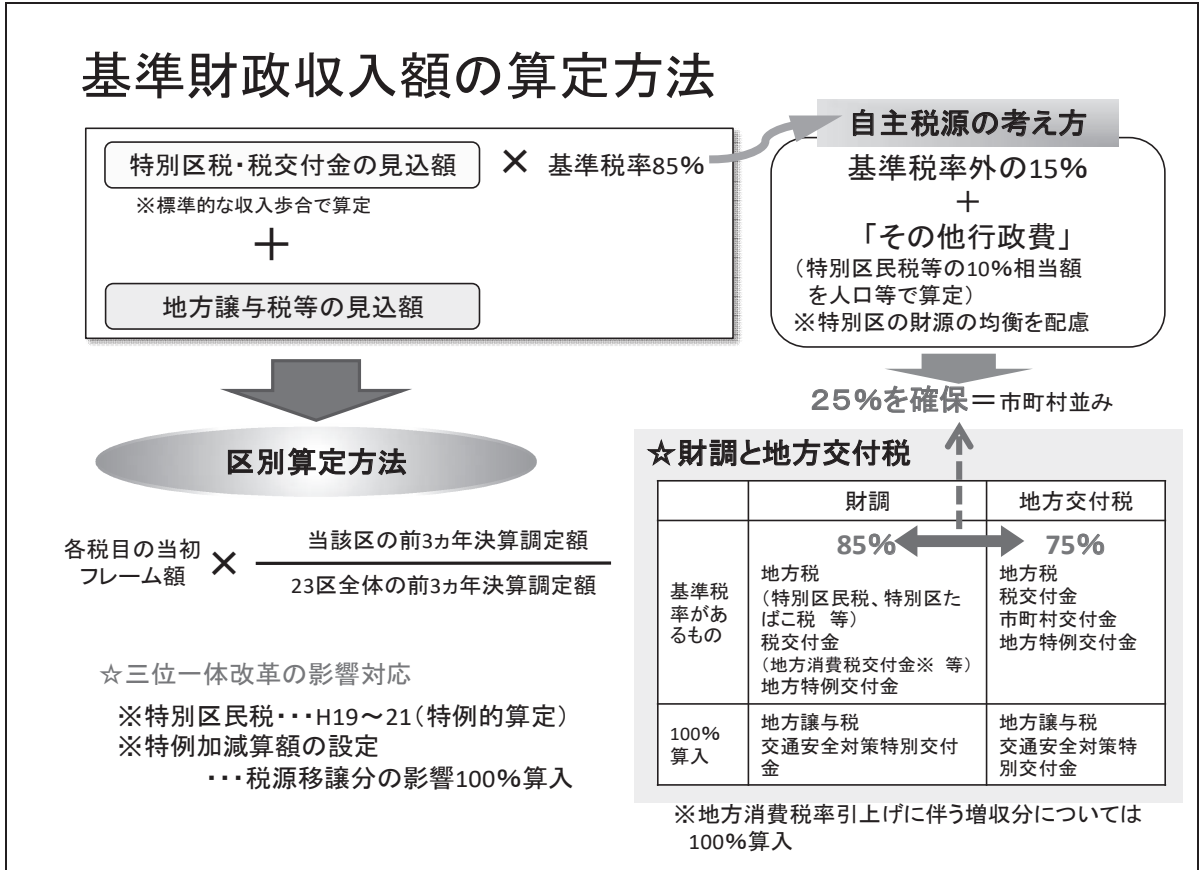 基準財政収入額の算定方法
特別区税・税交付金の見込額
× 基準税率85%
※標準的な収入歩合で算定
+
地方譲与税等の見込額
自主税源の考え方
基準税率外の15%
+
「その他行政費」
(特別区民税等の10%相当額
を人口等で算定)
※特別区の財源の均衡を配慮
25%を確保=市町村並み
区別算定方法
各税目の当初
フレーム額
×
当該区の前3ヵ年決算調定額
23区全体の前3ヵ年決算調定額
☆三位一体改革の影響対応
※特別区民税・・・H19~21(特例的算定)
※特例加減算額の設定
・・・税源移譲分の影響100%算入
☆財調と地方交付税
財調
地方交付税
基準税
率があ
るもの
85%
地方税
(特別区民税、特別区た
ばこ税 等)
税交付金
(地方消費税交付金※ 等)
地方特例交付金
75%
地方税
税交付金
市町村交付金
地方特例交付金
100%
算入
地方譲与税
交通安全対策特別交付
金
地方譲与税
交通安全対策特
別交付金
※地方消費税率引上げに伴う増収分については
100%算入